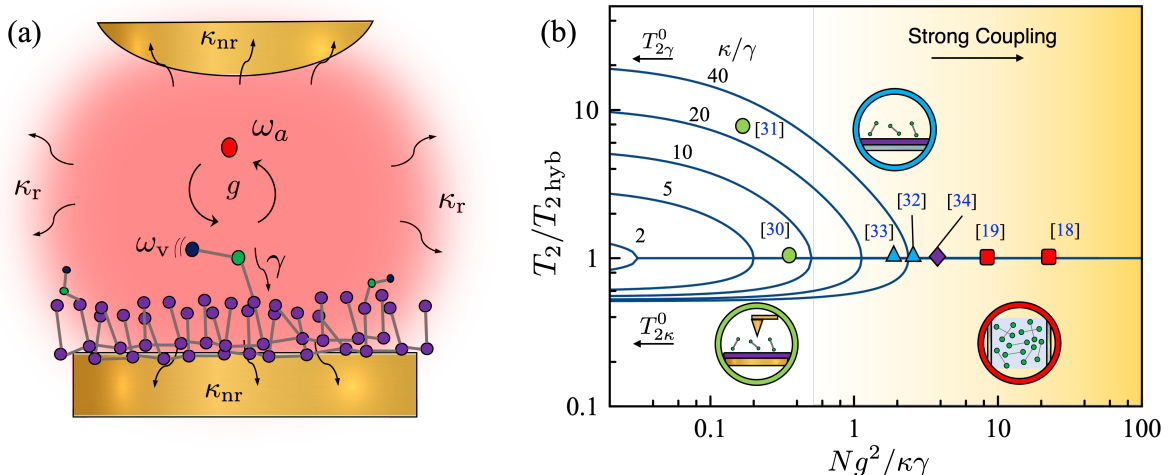 (a)
κnr
ωa
κr
g
κr
ωv
γ
κnr
(b)
T2/T2 hyb
10
1
0.1
T⁰2γ
κ/γ
Strong Coupling
40
20
10
5
2
[31]
[30]
[33]
[32]
[34]
[19]
[18]
T⁰2κ
0.1
1
10
100
Ng²/κγ